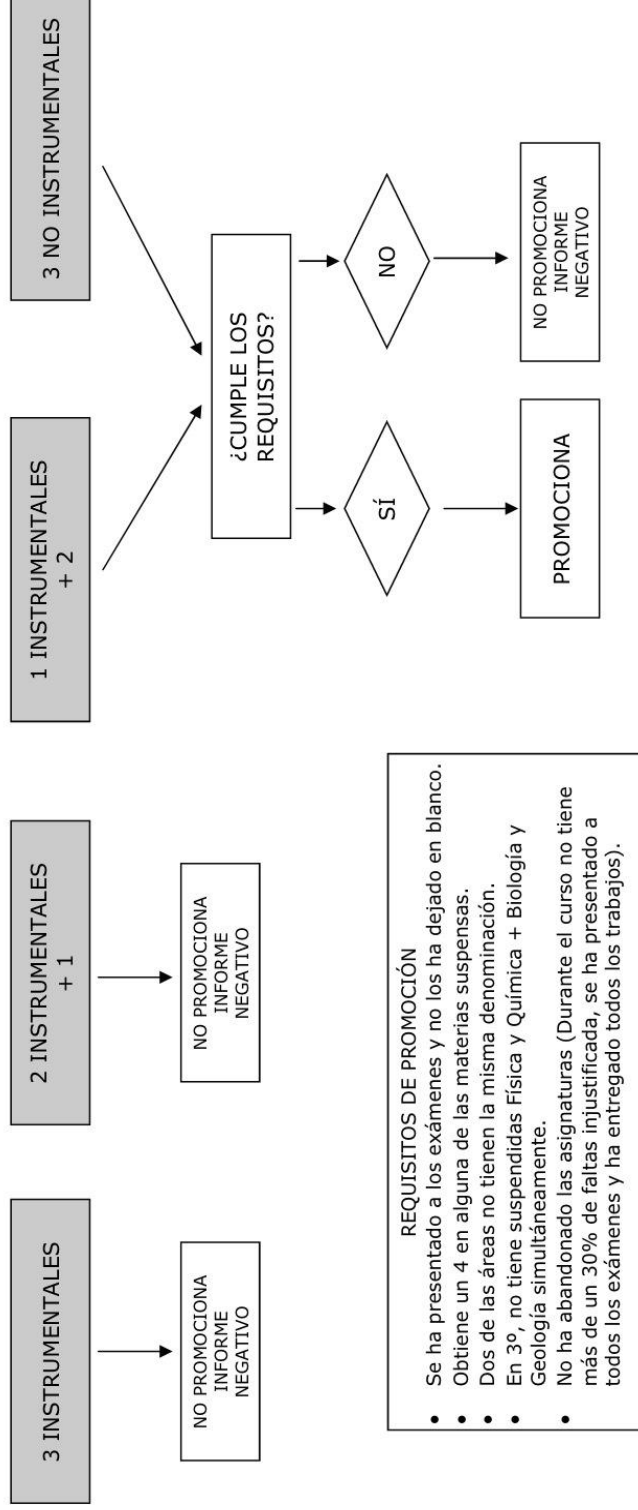 3 INSTRUMENTALES
2 INSTRUMENTALES
+ 1
1 INSTRUMENTALES
+ 2
3 NO INSTRUMENTALES
NO PROMOCIONA
INFORME
NEGATIVO
NO PROMOCIONA
INFORME
NEGATIVO
¿CUMPLE LOS
REQUISITOS?
SÍ
NO
PROMOCIONA
NO PROMOCIONA
INFORME
NEGATIVO
REQUISITOS DE PROMOCIÓN
• Se ha presentado a los exámenes y no los ha dejado en blanco.
• Obtiene un 4 en alguna de las materias suspensas.
• Dos de las áreas no tienen la misma denominación.
• En 3º, no tiene suspendidas Física y Química + Biología y
Geología simultáneamente.
• No ha abandonado las asignaturas (Durante el curso no tiene
más de un 30% de faltas injustificada, se ha presentado a
todos los exámenes y ha entregado todos los trabajos).